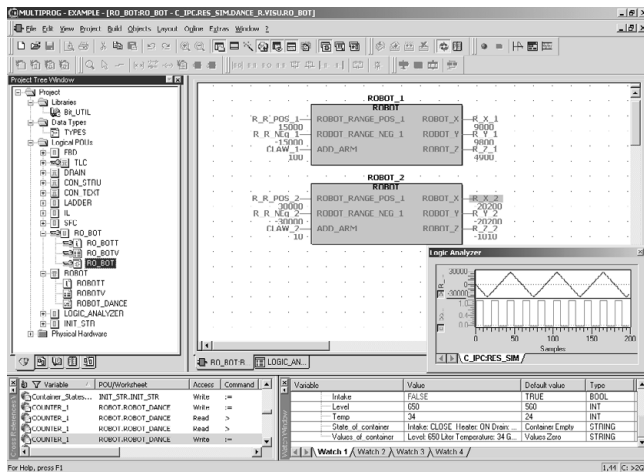 MULTIPROG - EXAMPLE - [RO_BOT:RO_BOT - C_IPC.RES_SIM.DANCE_R.VISU.RO_BOT]
File Edit View Project Build Objects Layout Online Extras Window ?
Project Tree Window
Project
Libraries
Bit_UTIL
Data Types
TYPES
Logical POUs
FBD
TLC
DRAIN
CON_STRU
CON_TEXT
LADDER
IL
SFC
RO_BOT
RO_BOTT
RO_BOTV
RO_BOT
ROBOT
ROBOTT
ROBOTV
ROBOT_DANCE
LOGIC_ANALYZER
INIT_STR
Physical Hardware
ROBOT_1
ROBOT
R_R_POS_1 ROBOT_RANGE_POS_1 ROBOT_X R_X_1
15000 9000
R_R_NEg_1 ROBOT_RANGE_NEG_1 ROBOT_Y R_Y_1
-15000 9800
CLAW_1 ADD_ARM ROBOT_Z R_Z_1
100 4900
ROBOT_2
ROBOT
R_R_POS_2 ROBOT_RANGE_POS_1 ROBOT_X R_X_2
30000 -20200
R_R_NEg_2 ROBOT_RANGE_NEG_1 ROBOT_Y R_Y_2
-30000 -20200
CLAW_2 ADD_ARM ROBOT_Z R_Z_2
-10 -1010
Logic Analyzer
30000
0
-30000
1.0
0.4
0.0
0 50 100 150 200
Samples
C_IPC:RES_SIM
RO_BOT:R... LOGIC_AN...
Variable POU/Worksheet Access Command
Container_States... INIT_STR.INIT_STR Write :=
COUNTER_1 ROBOT.ROBOT_DANCE Write :=
COUNTER_1 ROBOT.ROBOT_DANCE Read >
COUNTER_1 ROBOT.ROBOT_DANCE Read >
COUNTER_1 ROBOT.ROBOT_DANCE Write :=
Variable Value Default value Type
Intake FALSE TRUE BOOL
Level 650 560 INT
Temp 34 24 INT
State_of_container Intake: CLOSE Heater: ON Drain: ... Container Empty STRING
Values_of_container Level: 650 Liter Temperature: 34 G... Values Zero STRING
Watch 1 Watch 2 Watch 3 Watch 4
For Help, press F1